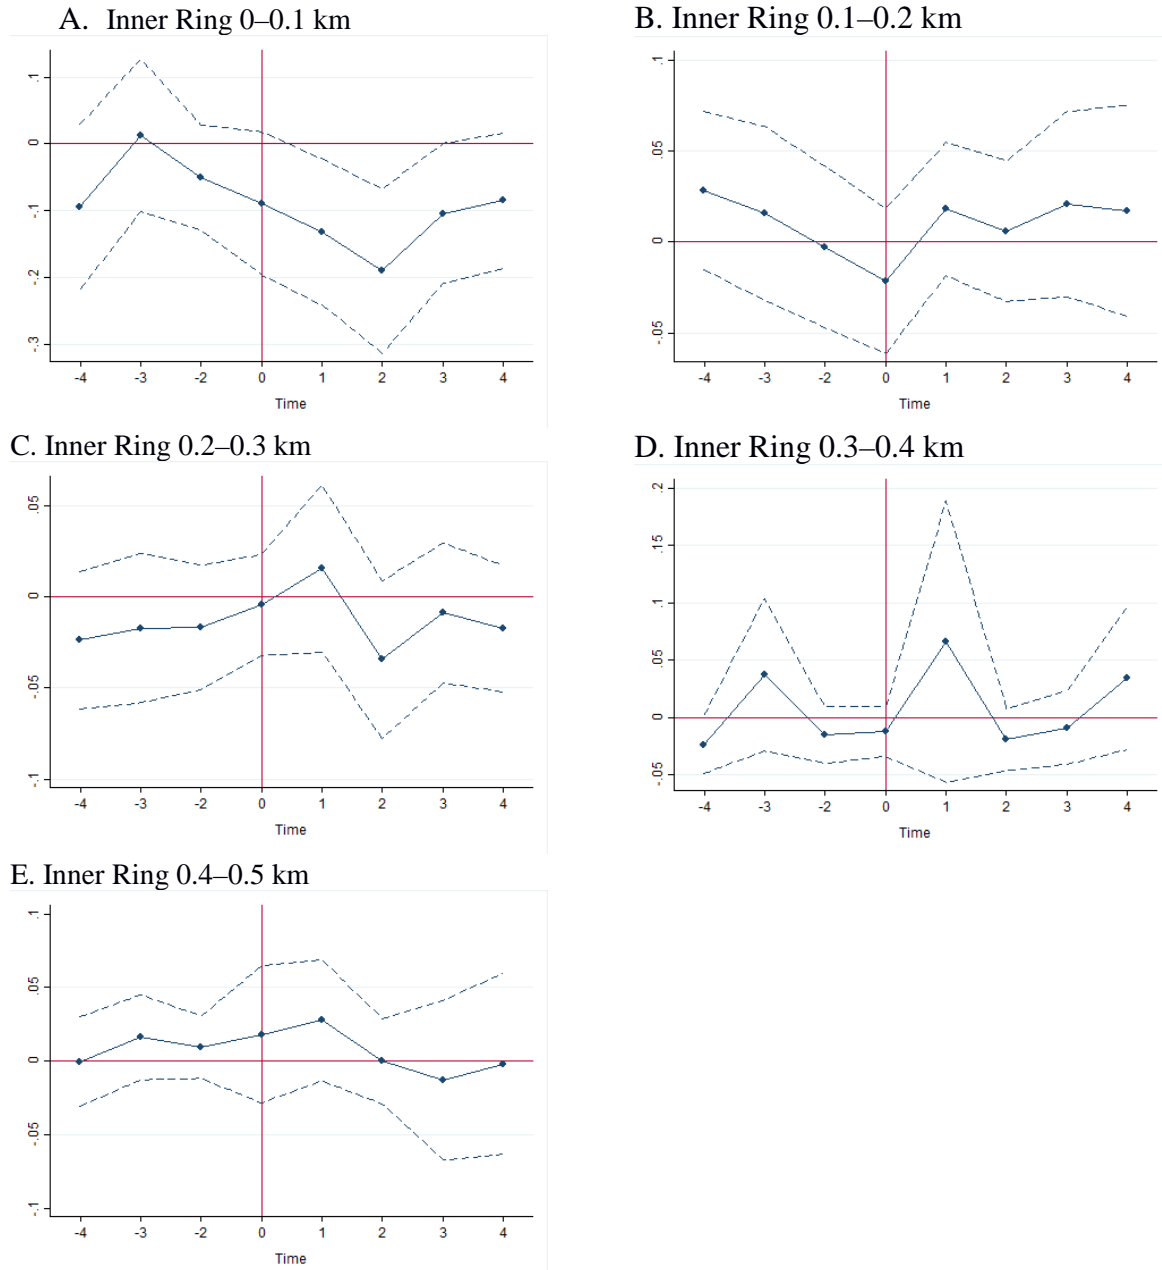 A. Inner Ring 0–0.1 km
.1
0
-.1
-.2
-.3
-4 -3 -2 0 1 2 3 4
Time
B. Inner Ring 0.1–0.2 km
.1
.05
0
-.05
-4 -3 -2 0 1 2 3 4
Time
C. Inner Ring 0.2–0.3 km
.05
0
-.05
-.1
-4 -3 -2 0 1 2 3 4
Time
D. Inner Ring 0.3–0.4 km
.2
.15
.1
.05
0
-.05
-4 -3 -2 0 1 2 3 4
Time
E. Inner Ring 0.4–0.5 km
.1
.05
0
-.05
-.1
-4 -3 -2 0 1 2 3 4
Time